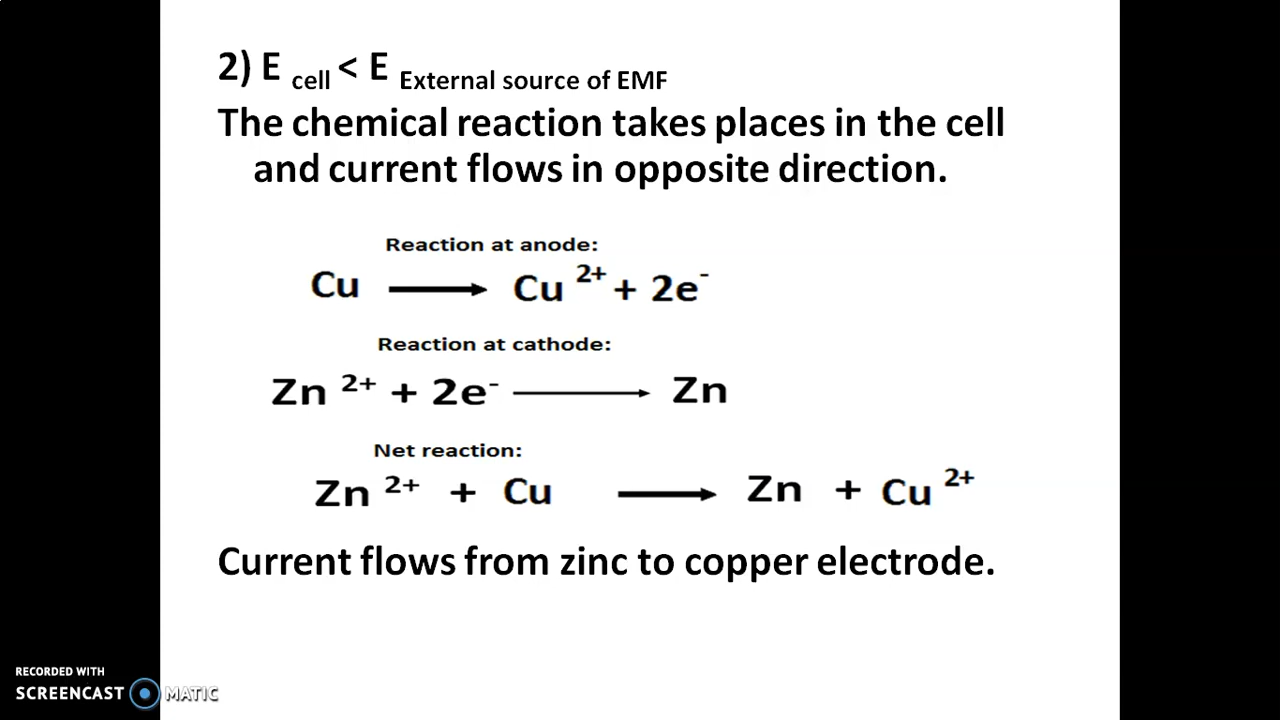 2) E cell < E External source of EMF
The chemical reaction takes places in the cell
and current flows in opposite direction.
Reaction at anode:
Cu ⟶ Cu 2+ + 2e-
Reaction at cathode:
Zn 2+ + 2e- ⟶ Zn
Net reaction:
Zn 2+ + Cu ⟶ Zn + Cu 2+
Current flows from zinc to copper electrode.
RECORDED WITH
SCREENCAST MATIC